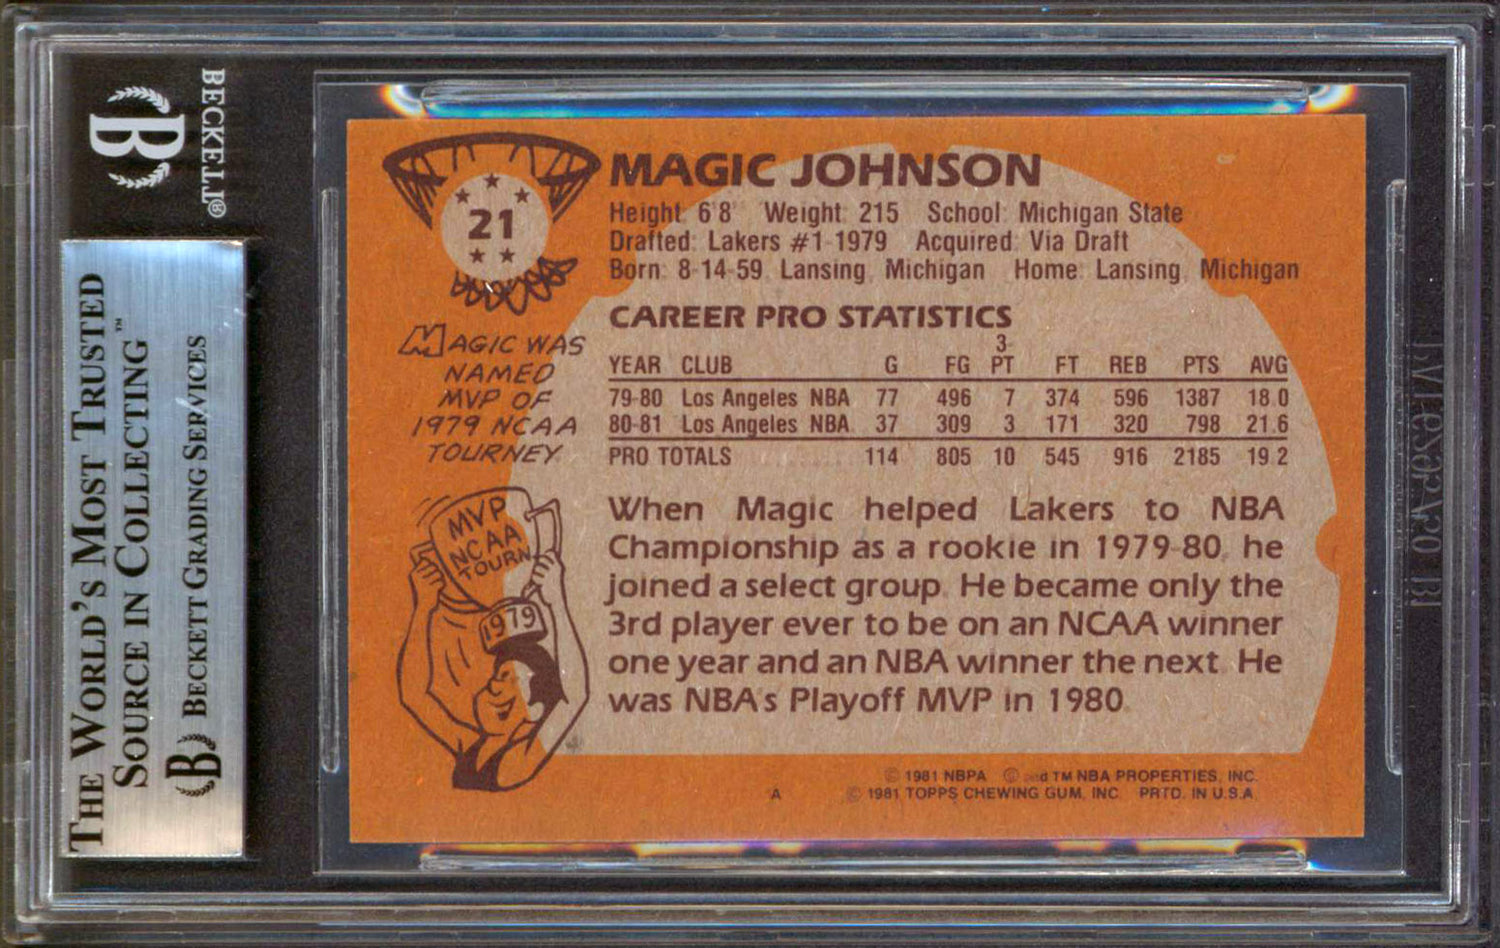 BECKETT®
THE WORLD'S MOST TRUSTED
SOURCE IN COLLECTING™
B BECKETT GRADING SERVICES
21
MAGIC JOHNSON
Height: 6'8" Weight: 215 School: Michigan State
Drafted: Lakers #1-1979 Acquired: Via Draft
Born: 8-14-59, Lansing, Michigan Home: Lansing, Michigan
CAREER PRO STATISTICS
YEAR CLUB G FG 3-PT FT REB PTS AVG
79-80 Los Angeles NBA 77 496 7 374 596 1387 18.0
80-81 Los Angeles NBA 37 309 3 171 320 798 21.6
PRO TOTALS 114 805 10 545 916 2185 19.2
MAGIC WAS
NAMED
MVP OF
1979 NCAA
TOURNEY
MVP
NCAA
TOURN.
1979
When Magic helped Lakers to NBA
Championship as a rookie in 1979-80, he
joined a select group. He became only the
3rd player ever to be on an NCAA winner
one year and an NBA winner the next. He
was NBA's Playoff MVP in 1980.
© 1981 NBPA © and TM NBA PROPERTIES, INC.
A © 1981 TOPPS CHEWING GUM, INC. PRTD. IN U.S.A.